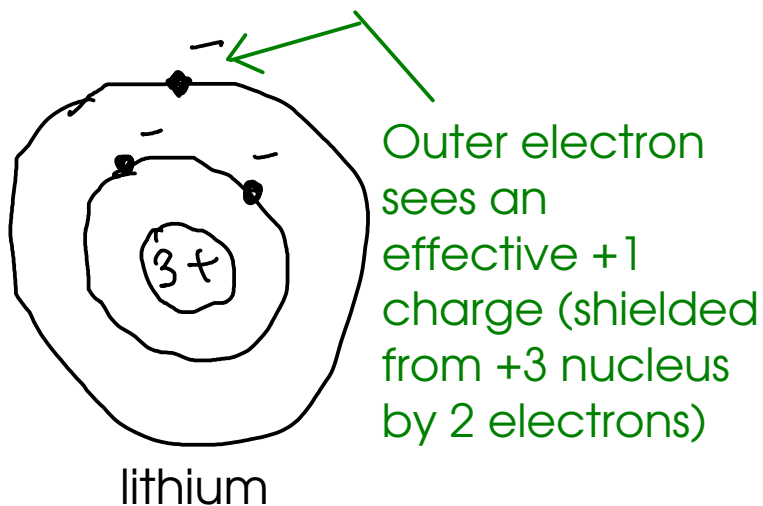 Outer electron
sees an
effective +1
charge (shielded
from +3 nucleus
by 2 electrons)
3+
lithium